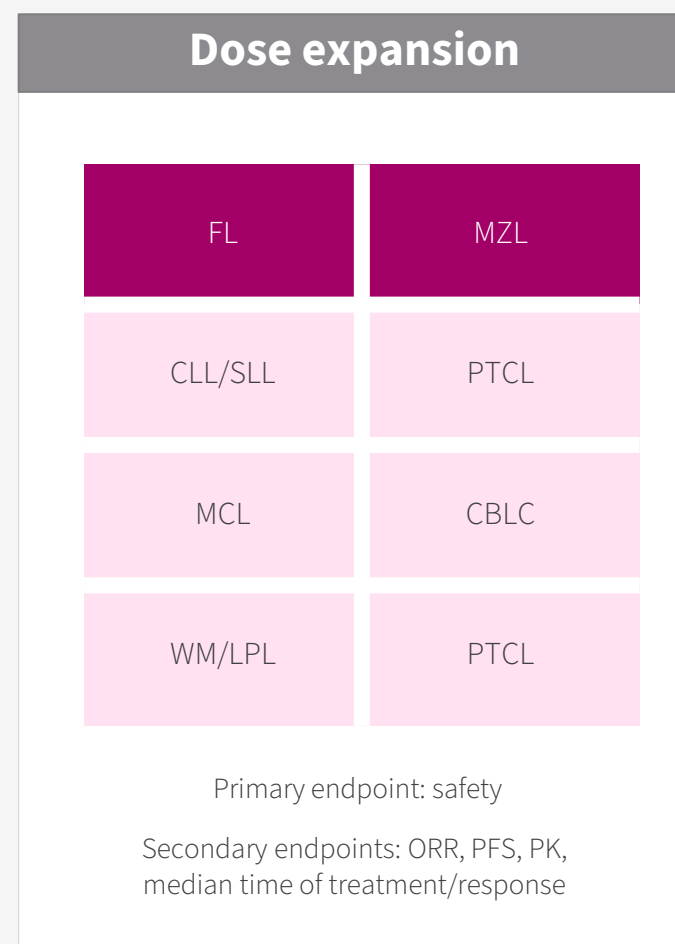 Dose expansion
FL
MZL
CLL/SLL
PTCL
MCL
CBLC
WM/LPL
PTCL
Primary endpoint: safety
Secondary endpoints: ORR, PFS, PK,
median time of treatment/response